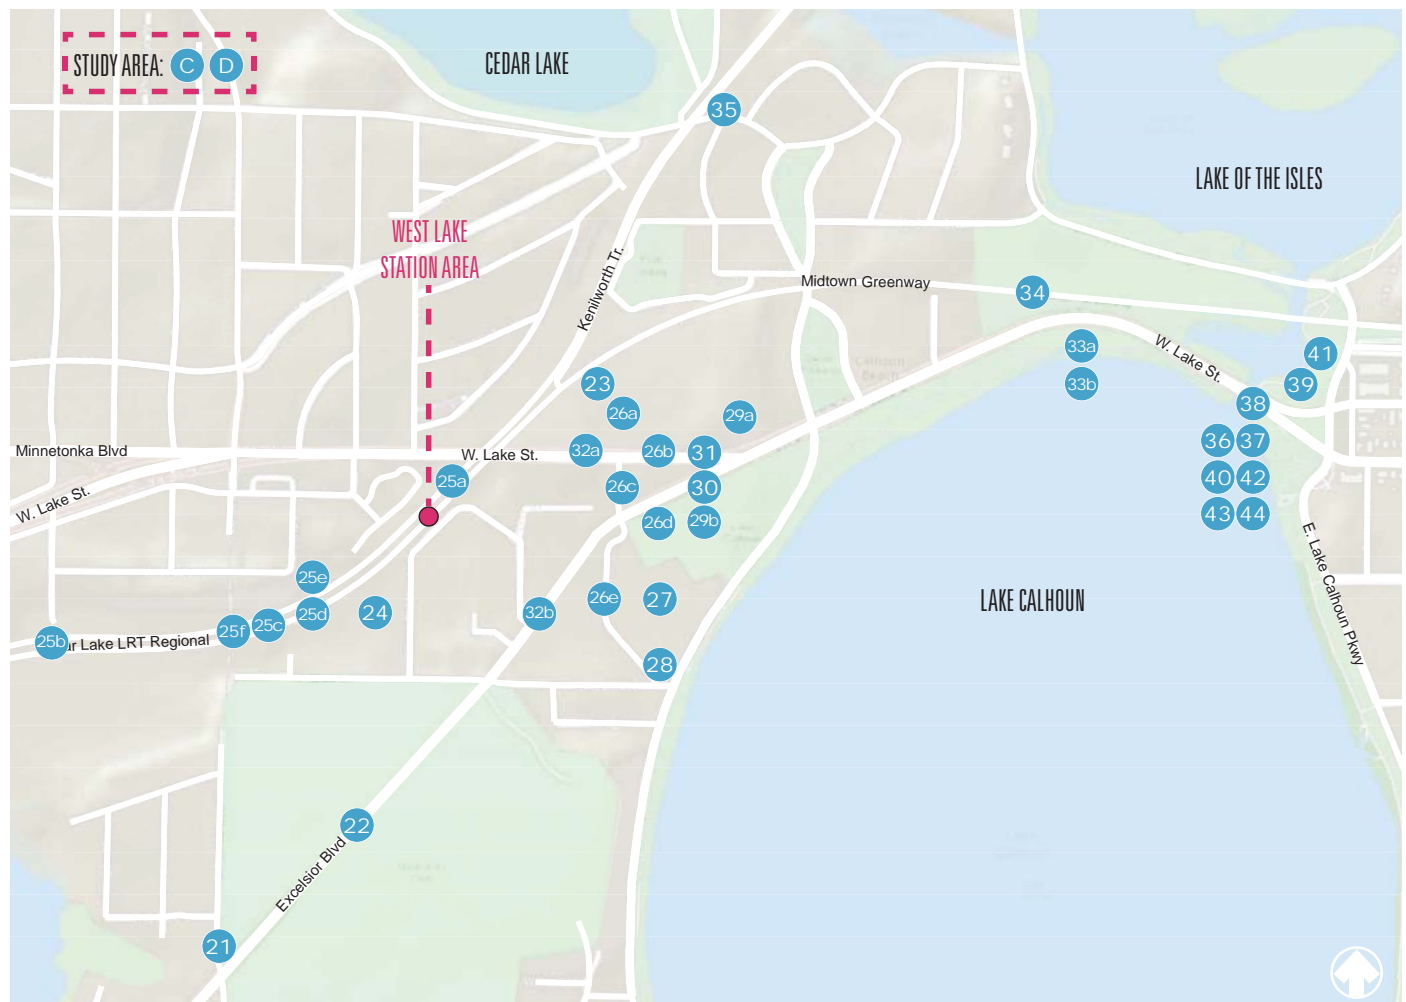 STUDY AREA: C D
CEDAR LAKE
35
LAKE OF THE ISLES
WEST LAKE
STATION AREA
Kenilworth Tr.
Midtown Greenway
34
33a
W. Lake St.
41
23
33b
39
26a
29a
38
Minnetonka Blvd
W. Lake St.
32a
26b
31
36
37
25a
26c
30
40
42
W. Lake St.
26d
29b
43
44
E. Lake Calhoun Pkwy
25e
24
25d
32b
26e
27
LAKE CALHOUN
25b
ar Lake LRT Regional
25f
25c
28
22
Excelsior Blvd
21